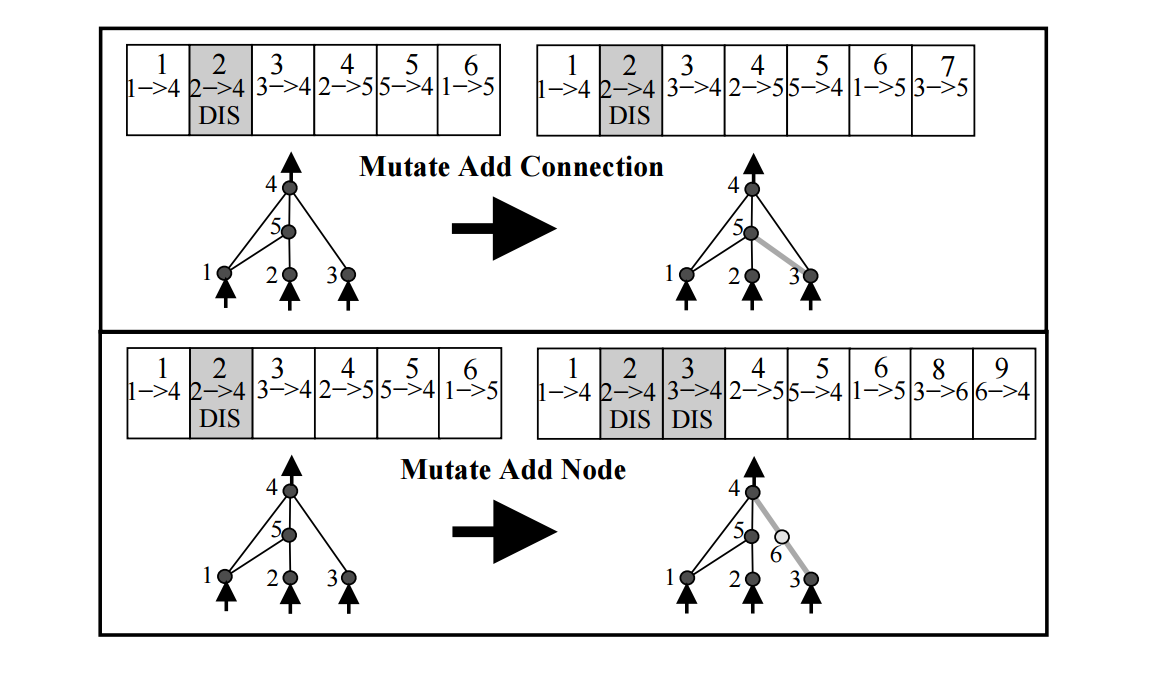 1 2 3 4 5 6
1->4 2->4 3->4 2->5 5->4 1->5
DIS
1 2 3 4 5 6 7
1->4 2->4 3->4 2->5 5->4 1->5 3->5
DIS
Mutate Add Connection
4
5
1 2 3
4
5
1 2 3
1 2 3 4 5 6
1->4 2->4 3->4 2->5 5->4 1->5
DIS
1 2 3 4 5 6 8 9
1->4 2->4 3->4 2->5 5->4 1->5 3->6 6->4
DIS DIS
Mutate Add Node
4
5
1 2 3
4
5
6
1 2 3